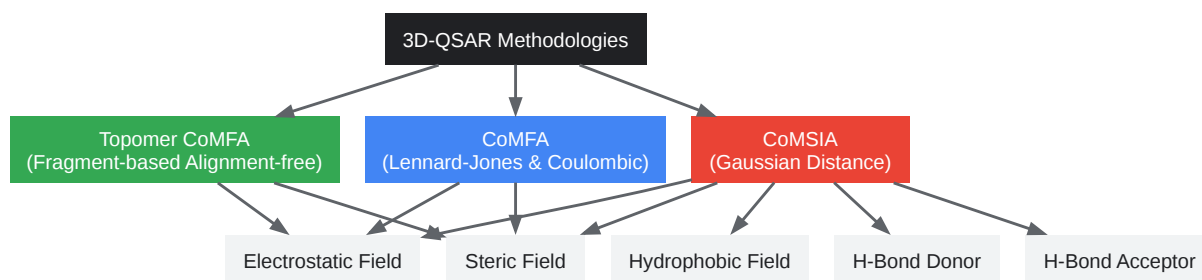 3D-QSAR Methodologies
Topomer CoMFA
(Fragment-based Alignment-free)
CoMFA
(Lennard-Jones & Coulombic)
CoMSIA
(Gaussian Distance)
Electrostatic Field
Steric Field
Hydrophobic Field
H-Bond Donor
H-Bond Acceptor